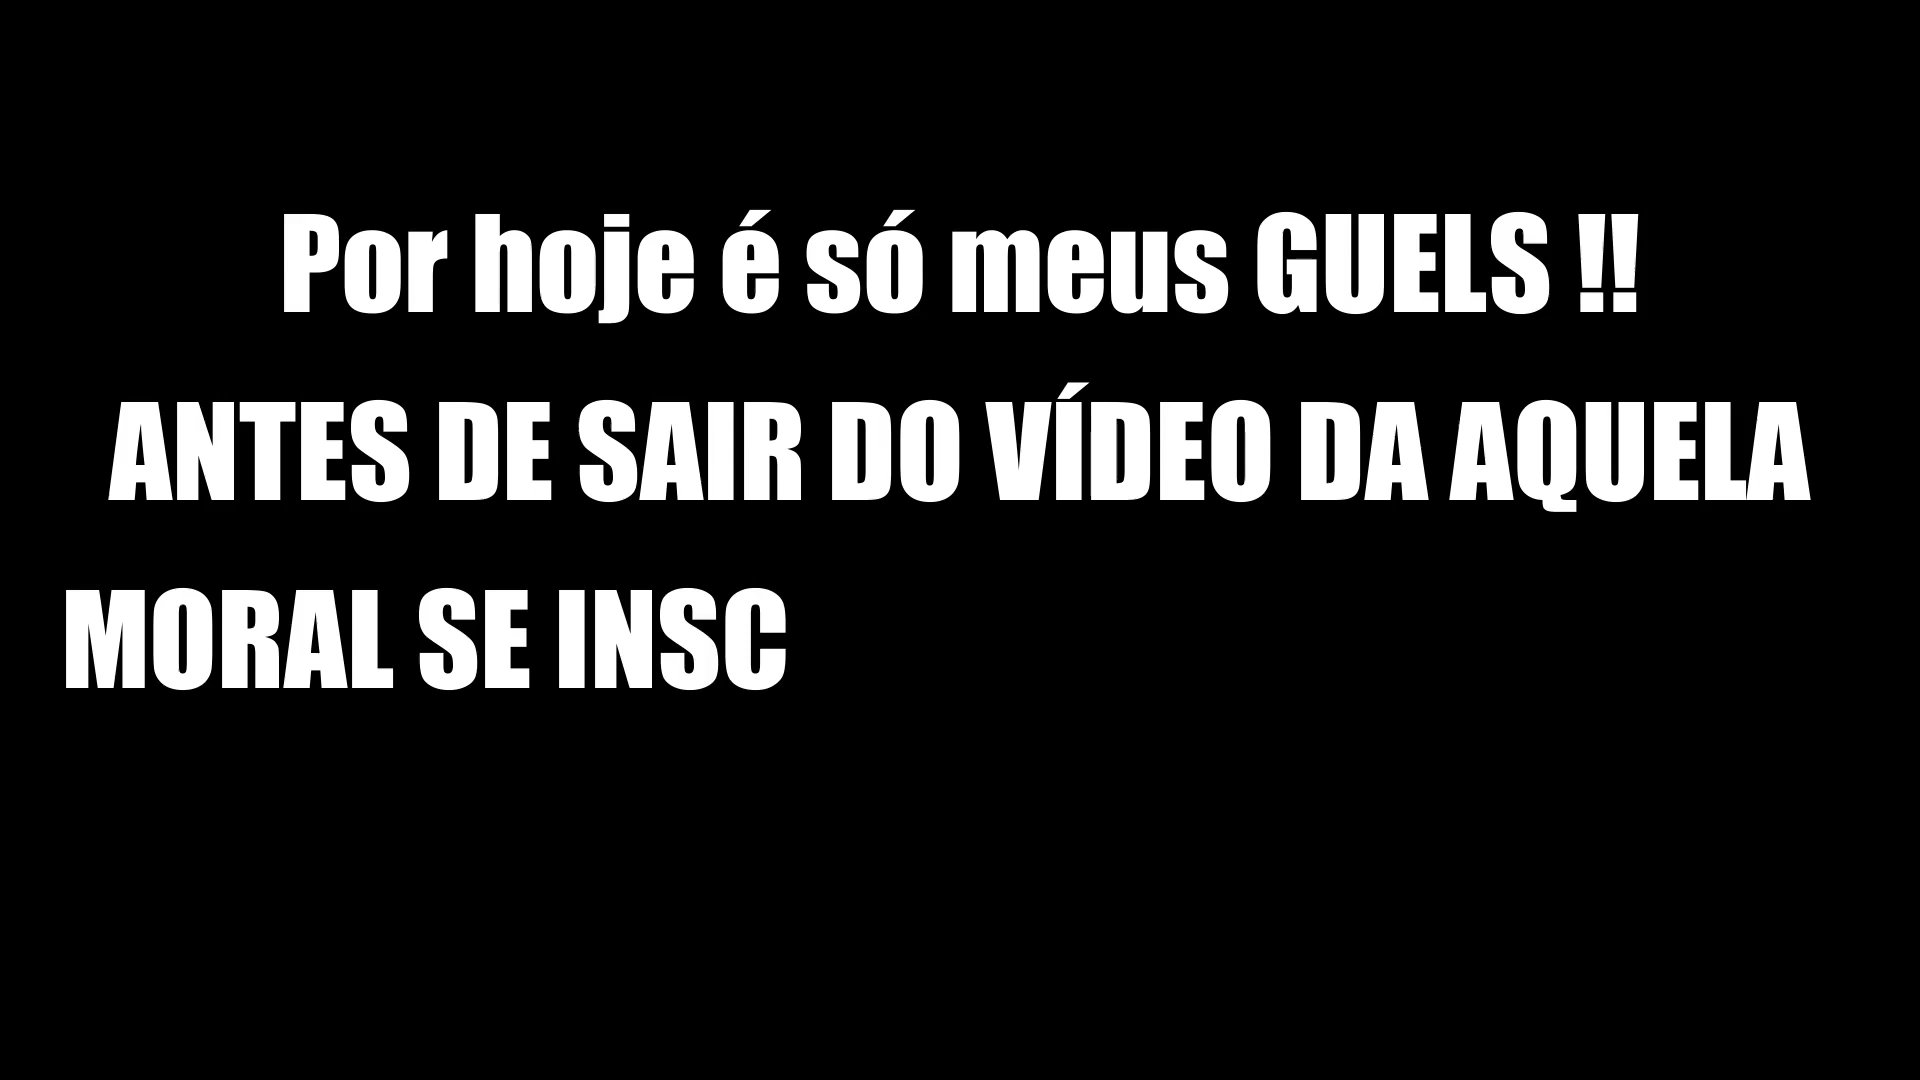 Por hoje é só meus GUELS !!
ANTES DE SAIR DO VÍDEO DA AQUELA
MORAL SE INSC